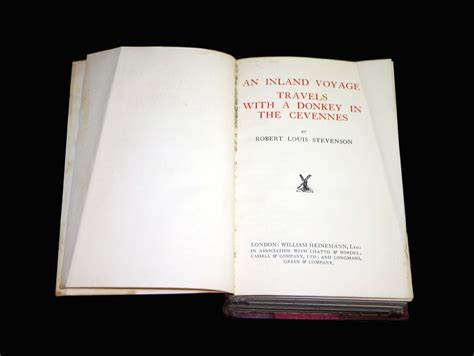 AN INLAND VOYAGE
TRAVELS
WITH A DONKEY IN
THE CEVENNES
BY
ROBERT LOUIS STEVENSON
LONDON: WILLIAM HEINEMANN, LTD:
IN ASSOCIATION WITH CHATTO & WINDUS;
CASSELL & COMPANY, LTD; AND LONGMANS,
GREEN & COMPANY.